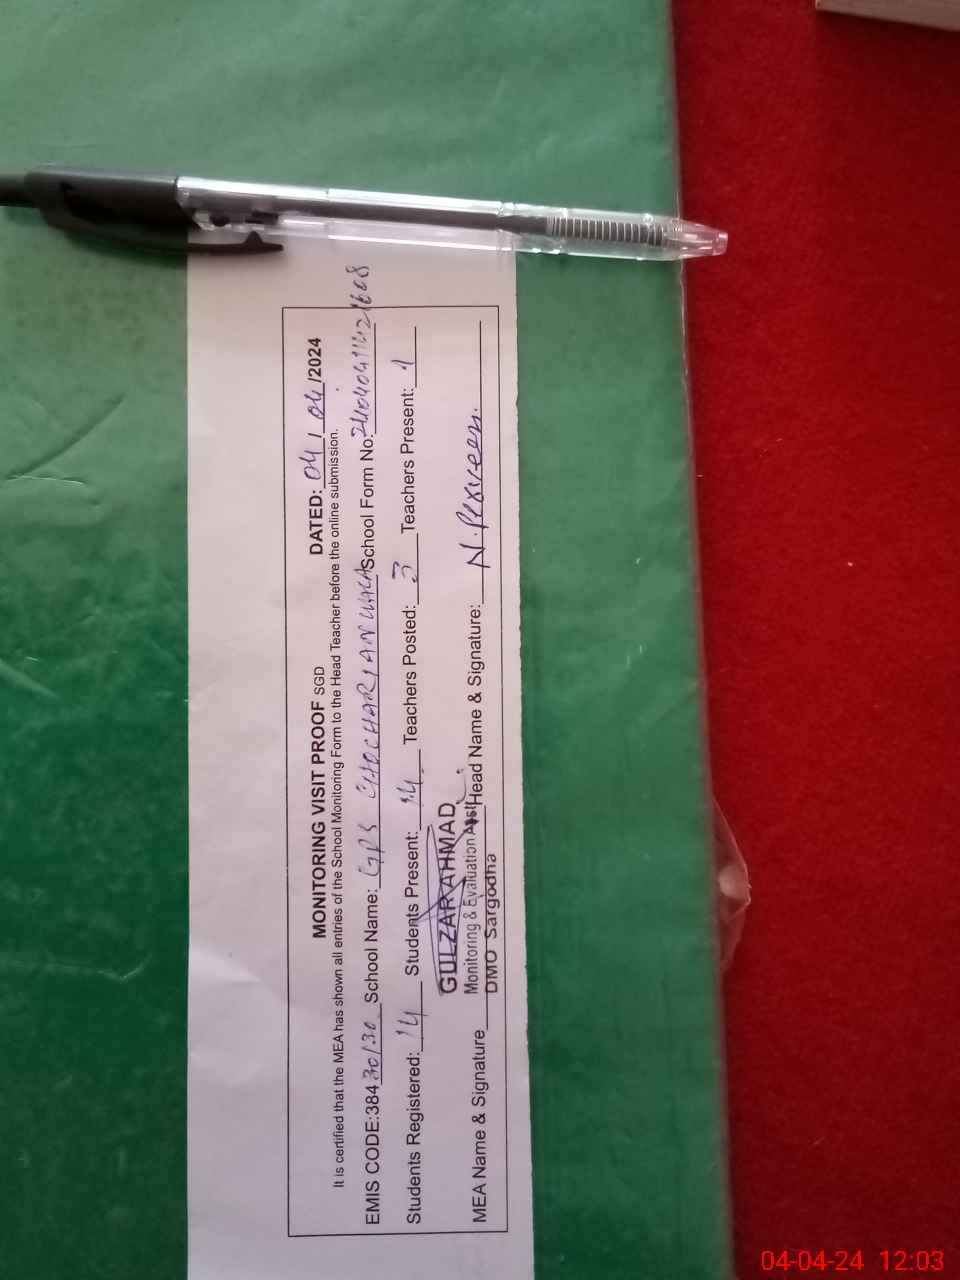 MONITORING VISIT PROOF SGD DATED: 04 / 04 /2024
It is certified that the MEA has shown all entries of the School Monitoring Form to the Head Teacher before the online submission.
EMIS CODE:38430130 School Name: GPS School Form No:
Students Registered: 14 Students Present: 14 Teachers Posted: 3 Teachers Present: 1
GULZAR AHMAD
Monitoring & Evaluation Asst
DMO Sargodha
MEA Name & Signature Head Name & Signature: N. Perveen.
04-04-24 12:03